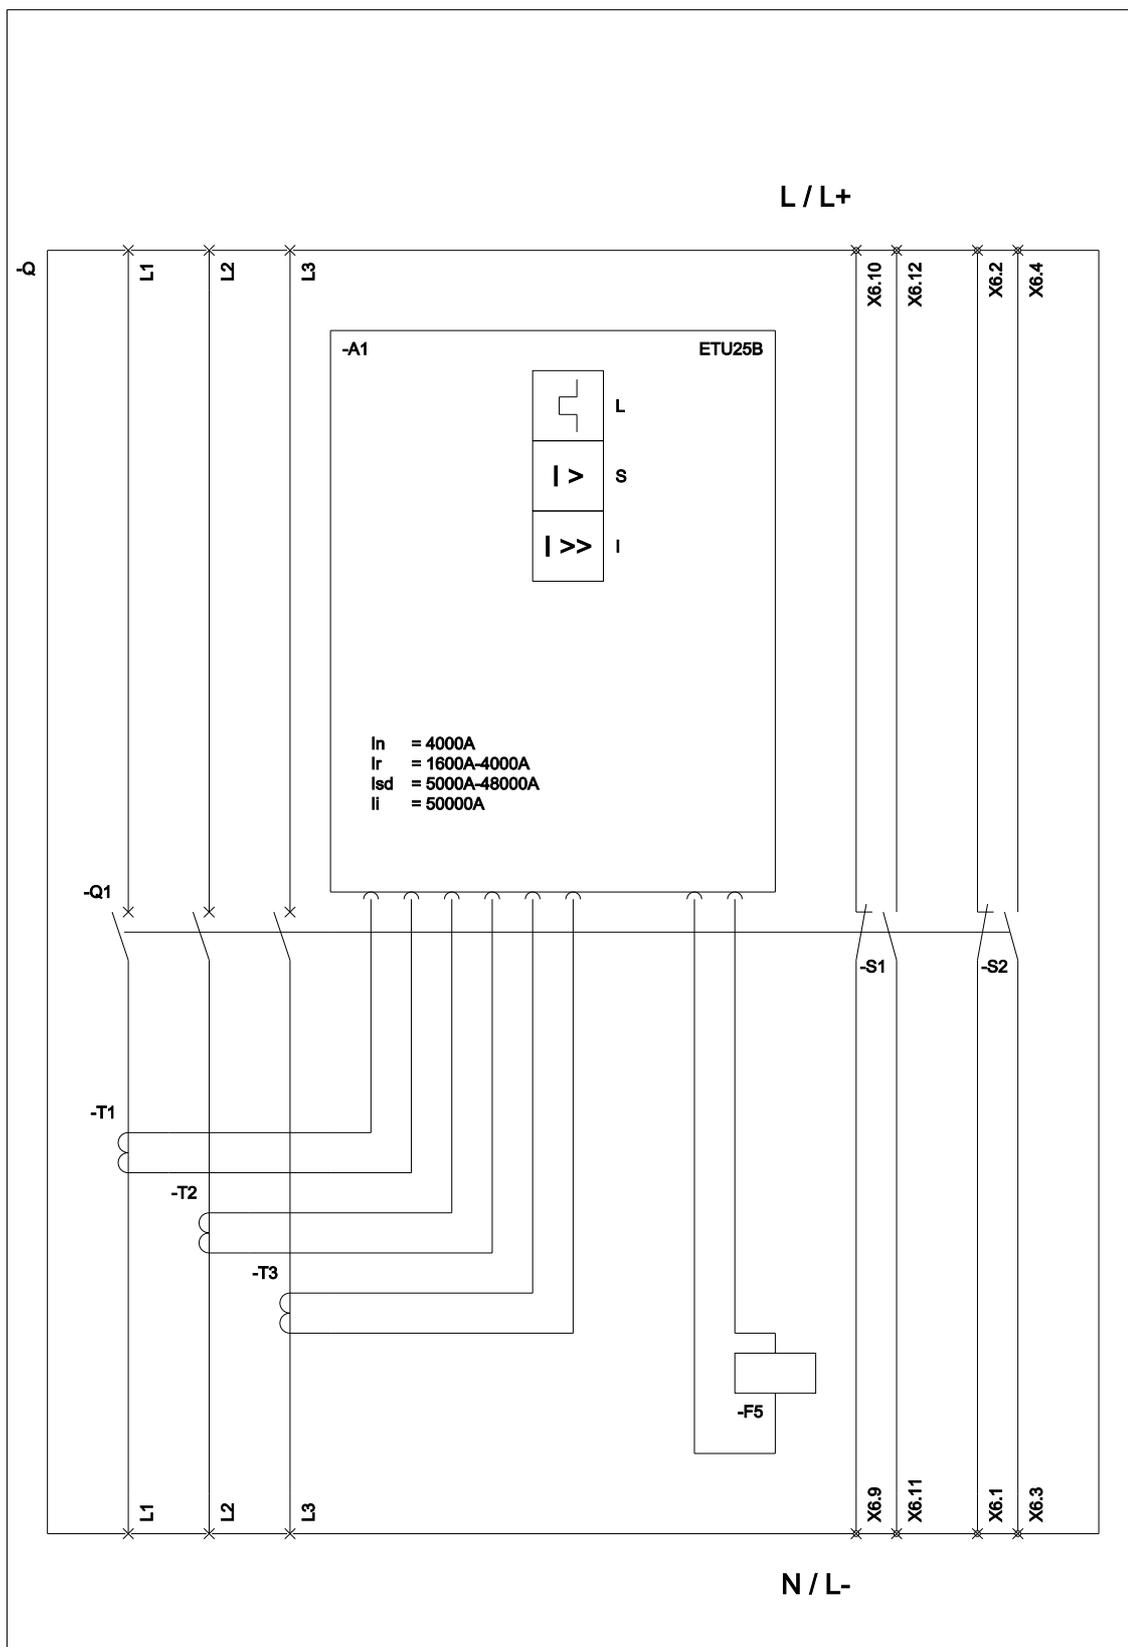 L / L+
-Q
L1
L2
L3
X6.10
X6.12
X6.2
X6.4
-A1
ETU25B
L
I >
S
I >>
I
In = 4000A
Ir = 1600A-4000A
Isd = 5000A-48000A
Ii = 50000A
-Q1
-S1
-S2
-T1
-T2
-T3
-F5
L1
L2
L3
X6.9
X6.11
X6.1
X6.3
N / L-